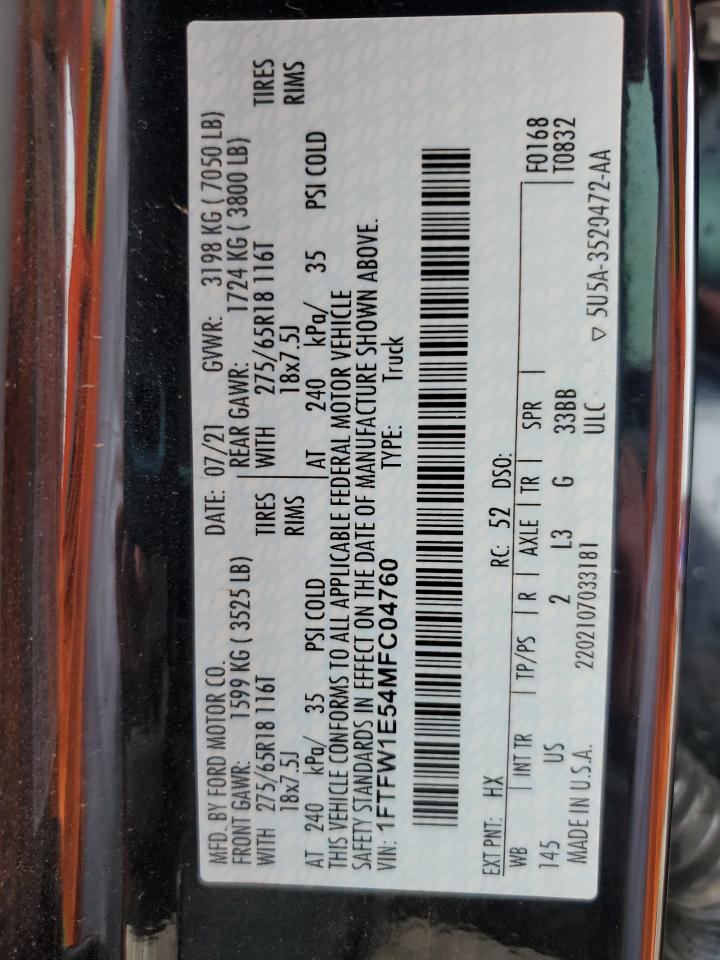 MFD. BY FORD MOTOR CO. DATE: 07/21 GVWR: 3198 KG ( 7050 LB)
FRONT GAWR: 1599 KG ( 3525 LB) REAR GAWR: 1724 KG ( 3800 LB)
WITH 275/65R18 116T TIRES WITH 275/65R18 116T TIRES
18x7.5J RIMS 18x7.5J RIMS
AT 240 kPa/ 35 PSI COLD AT 240 kPa/ 35 PSI COLD
THIS VEHICLE CONFORMS TO ALL APPLICABLE FEDERAL MOTOR VEHICLE
SAFETY STANDARDS IN EFFECT ON THE DATE OF MANUFACTURE SHOWN ABOVE.
VIN: 1FTFW1E54MFC04760 TYPE: Truck
EXT PNT: HX RC: 52 DSO:
WB INT TR TP/PS R AXLE TR SPR F0168
145 US 2 L3 G 33BB T0832
ULC
MADE IN U.S.A. 2202107033181 ▽ 5U5A-3520472-AA